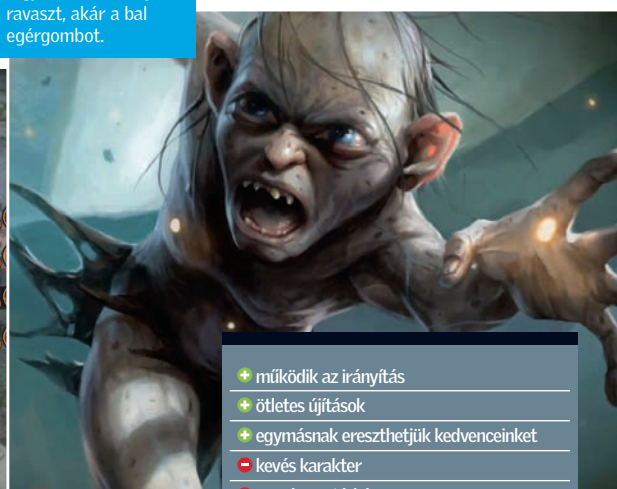 ravaszt, akár a bal
egérgombot.
működik az irányítás
ötletes újítások
egymásnak ereszthetjük kedvenceinket
kevés karakter